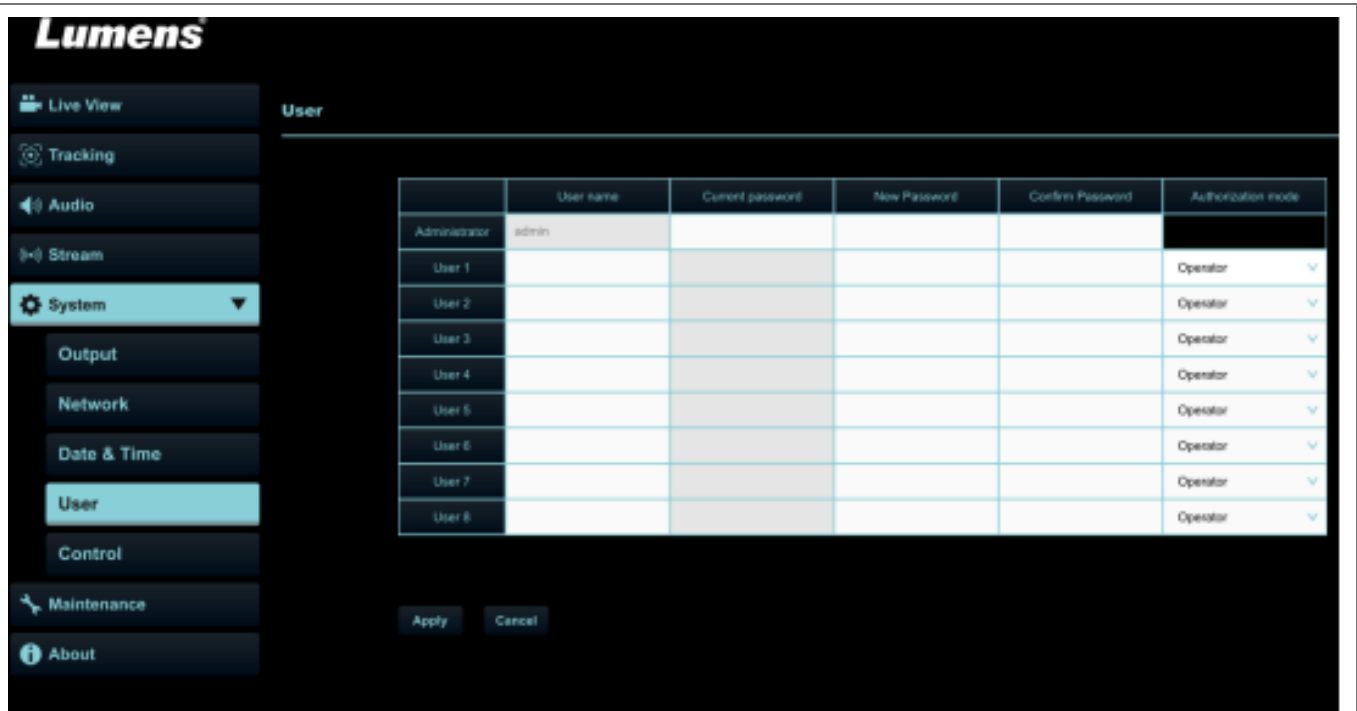 Lumens
Live View
Tracking
Audio
Stream
System
Output
Network
Date & Time
User
Control
Maintenance
About
User
User name Current password New Password Confirm Password Authorization mode
Administrator admin
User 1 Operator
User 2 Operator
User 3 Operator
User 4 Operator
User 5 Operator
User 6 Operator
User 7 Operator
User 8 Operator
Apply Cancel